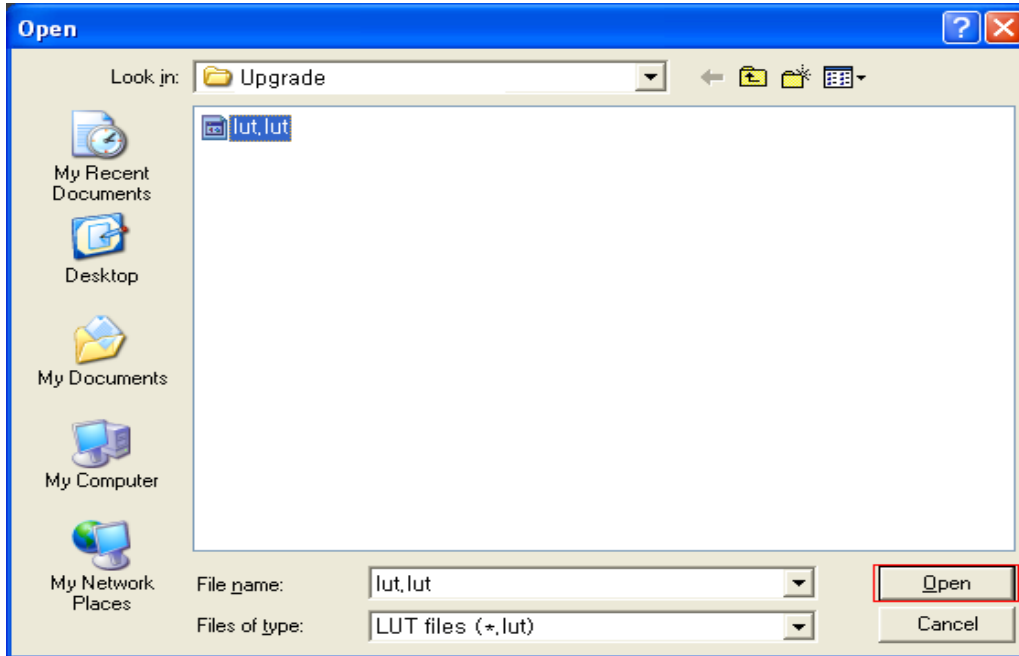 Open
Look in: Upgrade
lut.lut
My Recent
Documents
Desktop
My Documents
My Computer
My Network
Places
File name: lut.lut Open
Files of type: LUT files (*.lut) Cancel